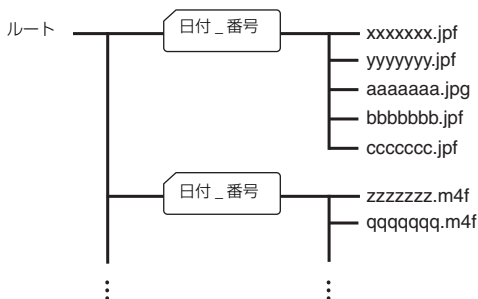 ルート
日付_番号
xxxxxxx.jpf
yyyyyyy.jpf
aaaaaaa.jpg
bbbbbbb.jpf
ccccccc.jpf
日付_番号
zzzzzzz.m4f
qqqqqqq.m4f